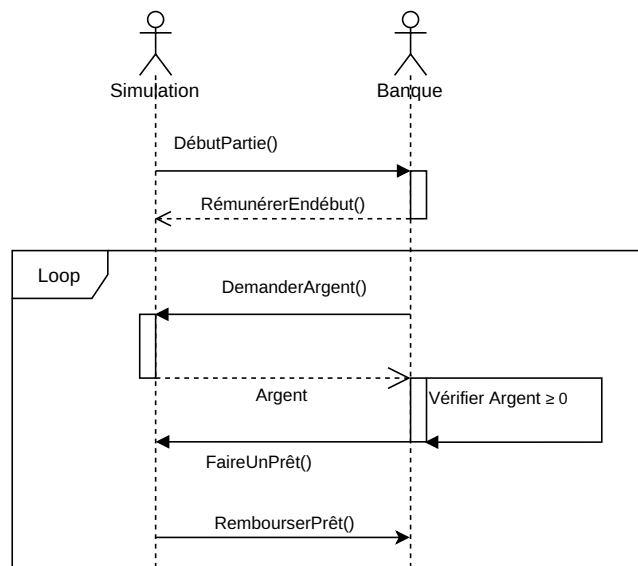 Simulation
Banque
DébutPartie()
RémunérerEndébut()
Loop
DemanderArgent()
Argent
Vérifier Argent ≥ 0
FaireUnPrêt()
RembourserPrêt()